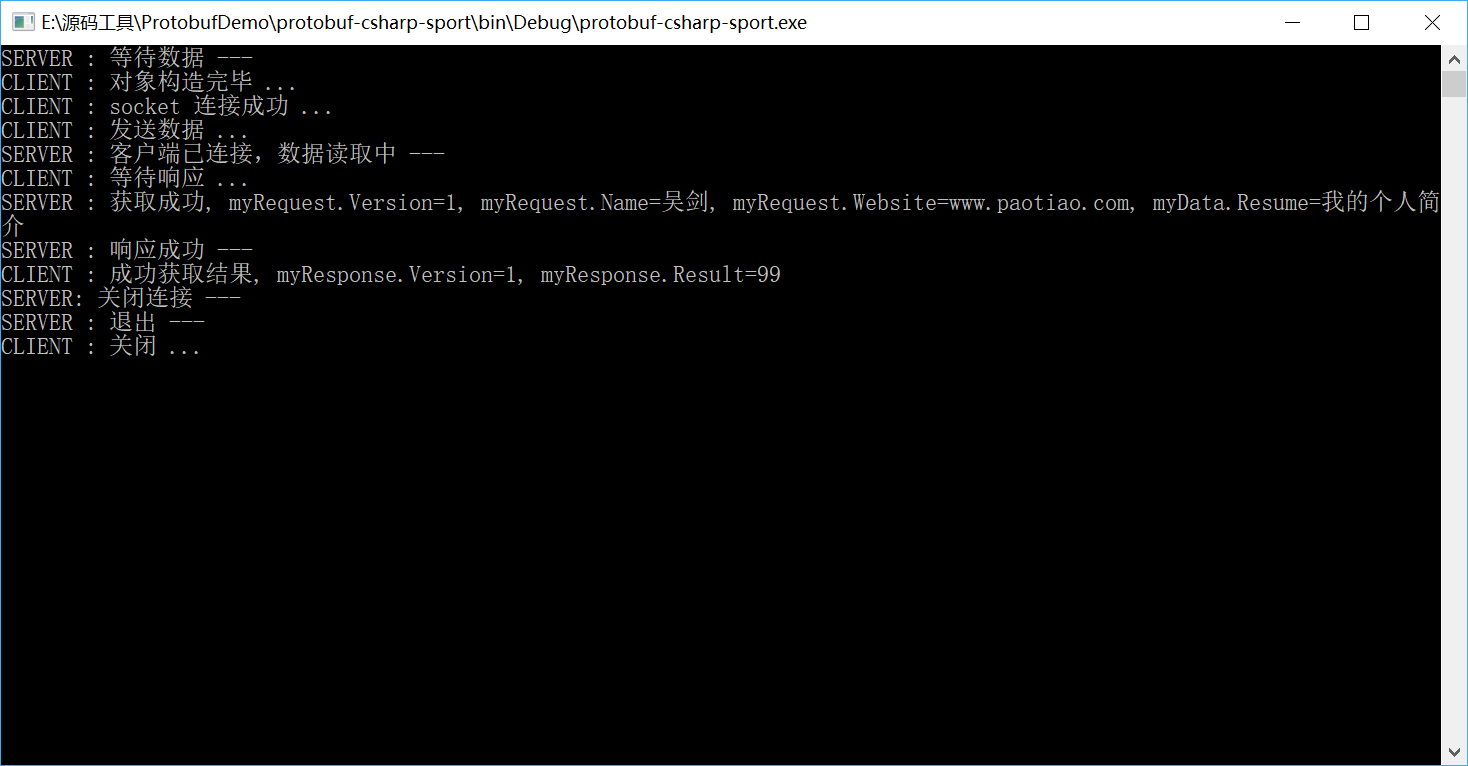 E:\源码工具\ProtobufDemo\protobuf-csharp-sport\bin\Debug\protobuf-csharp-sport.exe
SERVER : 等待数据 ---
CLIENT : 对象构造完毕 ...
CLIENT : socket 连接成功 ...
CLIENT : 发送数据 ...
SERVER : 客户端已连接，数据读取中 ---
CLIENT : 等待响应 ...
SERVER : 获取成功, myRequest.Version=1, myRequest.Name=吴剑, myRequest.Website=www.paotiao.com, myData.Resume=我的个人简
介
SERVER : 响应成功 ---
CLIENT : 成功获取结果, myResponse.Version=1, myResponse.Result=99
SERVER: 关闭连接 ---
SERVER : 退出 ---
CLIENT : 关闭 ...